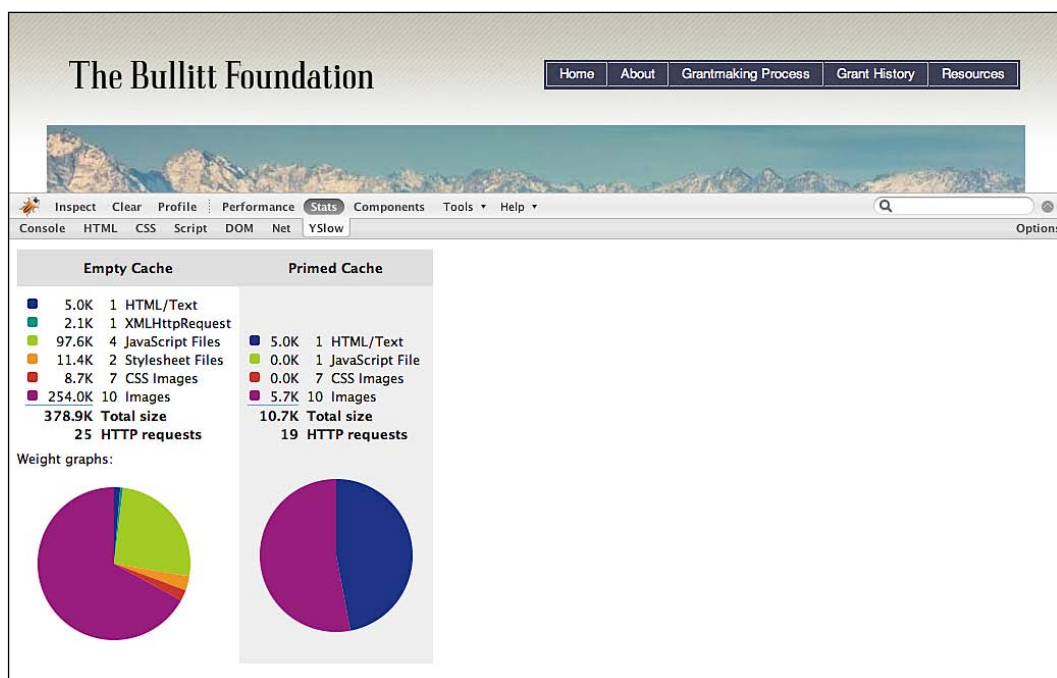 The Bullitt Foundation
Home About Grantmaking Process Grant History Resources
Inspect Clear Profile Performance Stats Components Tools ▾ Help ▾
Console HTML CSS Script DOM Net YSlow Options
Empty Cache
5.0K 1 HTML/Text
2.1K 1 XMLHttpRequest
97.6K 4 JavaScript Files
11.4K 2 Stylesheet Files
8.7K 7 CSS Images
254.0K 10 Images
378.9K Total size
25 HTTP requests
Weight graphs:
Primed Cache
5.0K 1 HTML/Text
0.0K 1 JavaScript File
0.0K 7 CSS Images
5.7K 10 Images
10.7K Total size
19 HTTP requests